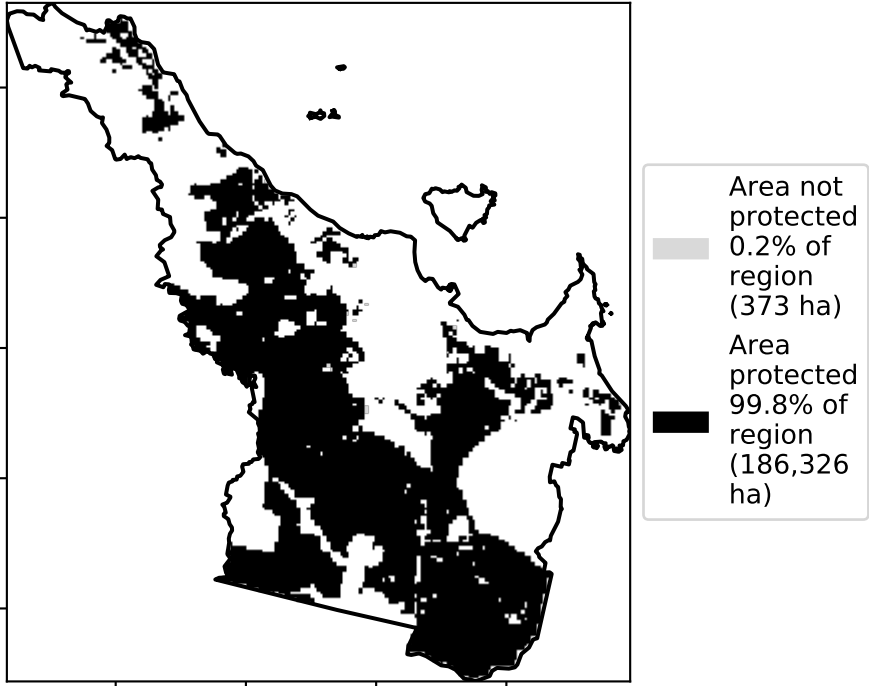 Area not
protected
0.2% of
region
(373 ha)
Area
protected
99.8% of
region
(186,326
ha)